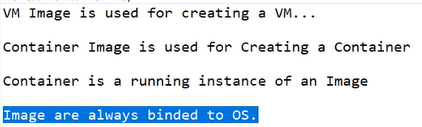 VM Image is used for creating a VM...
Container Image is used for Creating a Container
Container is a running instance of an Image
Image are always binded to OS.